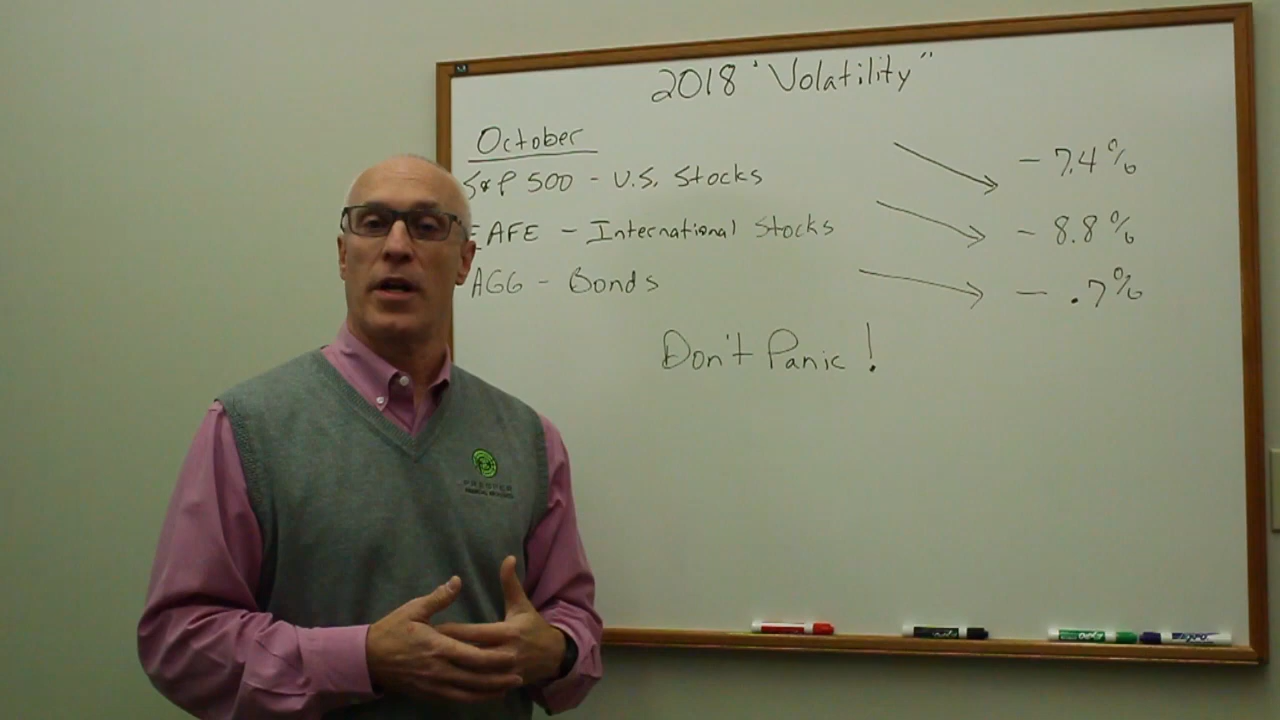 2018 "Volatility"
October
S&P 500 - U.S. Stocks - 7.4%
EAFE - International Stocks - 8.8%
AGG - Bonds - .7%
Don't Panic!